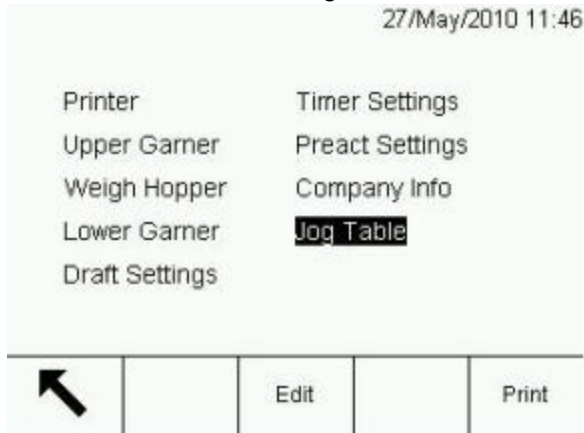 27/May/2010 11:46
Printer
Upper Garner
Weigh Hopper
Lower Garner
Draft Settings
Timer Settings
Preact Settings
Company Info
Jog Table
Edit
Print